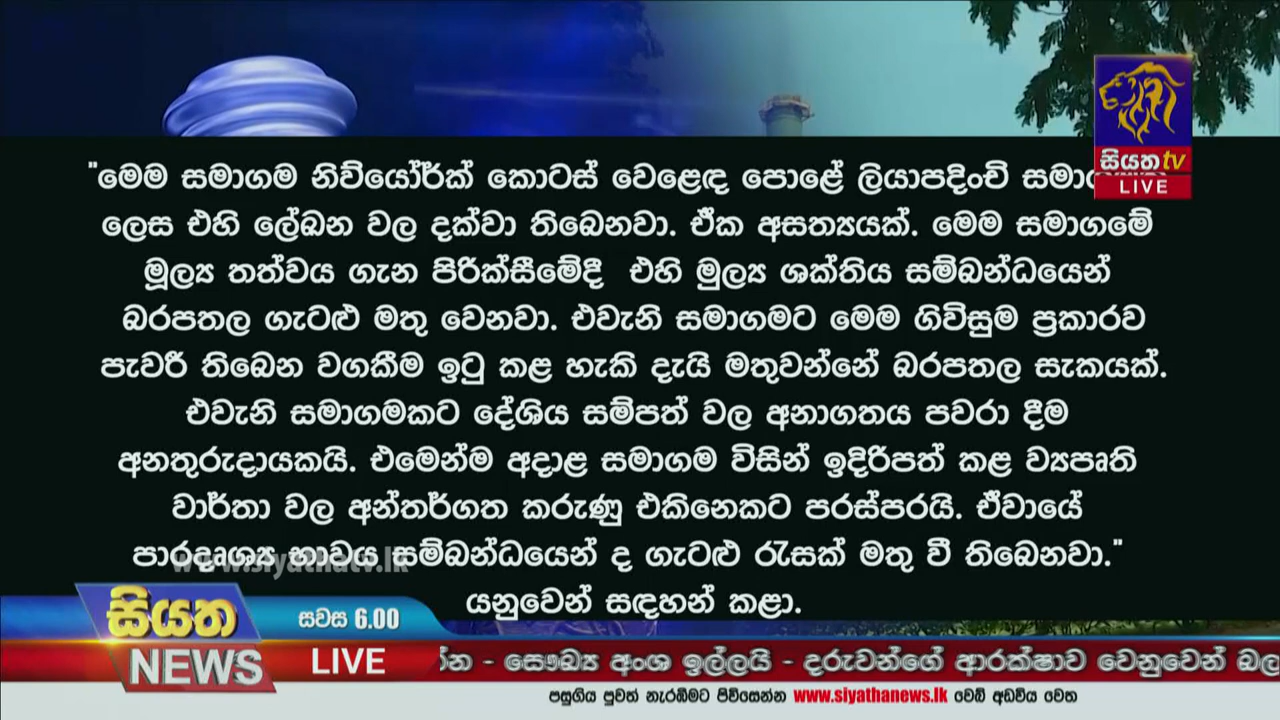 "මෙම සමාගම නිව්යෝර්ක් කොටස් වෙළෙඳ පොළේ ලියාපදිංචි
සියත tv
LIVE
ලෙස එහි ලේඛන වල දක්වා තිබෙනවා. ඒක අසත්‍යයක්. මෙම සමාගමේ
මූල්‍ය තත්වය ගැන පිරික්සීමේදී එහි මුල්‍ය ශක්තිය සම්බන්ධයෙන්
බරපතල ගැටළු මතු වෙනවා. එවැනි සමාගමට මෙම ගිවිසුම ප්‍රකාරව
පැවරී තිබෙන වගකීම ඉටු කළ හැකි දැයි මතුවන්නේ බරපතල සැකයක්.
එවැනි සමාගමකට දේශිය සම්පත් වල අනාගතය පවරා දීම
අනතුරුදායකයි. එමෙන්ම අදාළ සමාගම විසින් ඉදිරිපත් කළ ව්‍යපෘති
වාර්තා වල අන්තර්ගත කරුණු එකිනෙකට පරස්පරයි. ඒවායේ
පාරදෘශ්‍ය භාවය සම්බන්ධයෙන් ද ගැටළු රැසක් මතු වී තිබෙනවා."
www.siyathatv.lk
යනුවෙන් සඳහන් කළා.
සියත
සවස 6.00
NEWS
LIVE
- සෞඛ්‍ය අංශ ඉල්ලයි - දරුවන්ගේ ආරක්ෂාව වෙනුවෙන්
පසුගිය පුවත් නැරඹීමට පිවිසෙන්න www.siyathanews.lk වෙබ් අඩවිය වෙත